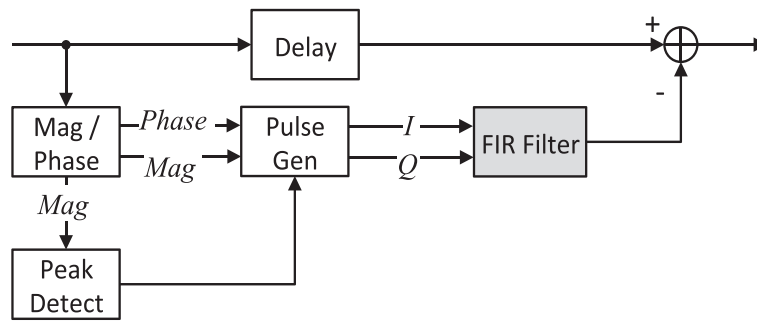 +
Delay
-
Mag /
Phase
Phase
Mag
Pulse
Gen
I
Q
FIR Filter
Mag
Peak
Detect